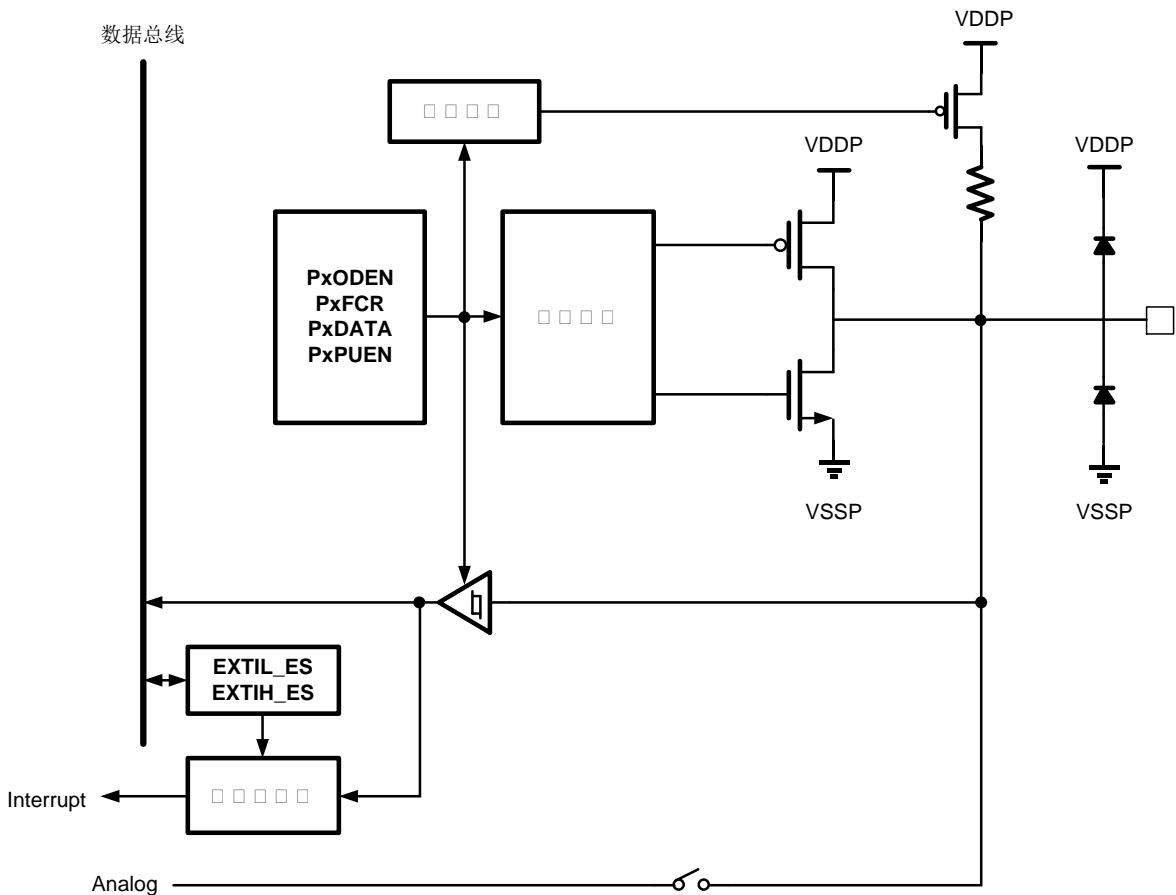 数据总线
VDDP
VDDP
VDDP
PxODEN
PxFCR
PxDATA
PxPUEN
VSSP
VSSP
EXTIL_ES
EXTIH_ES
Interrupt
Analog